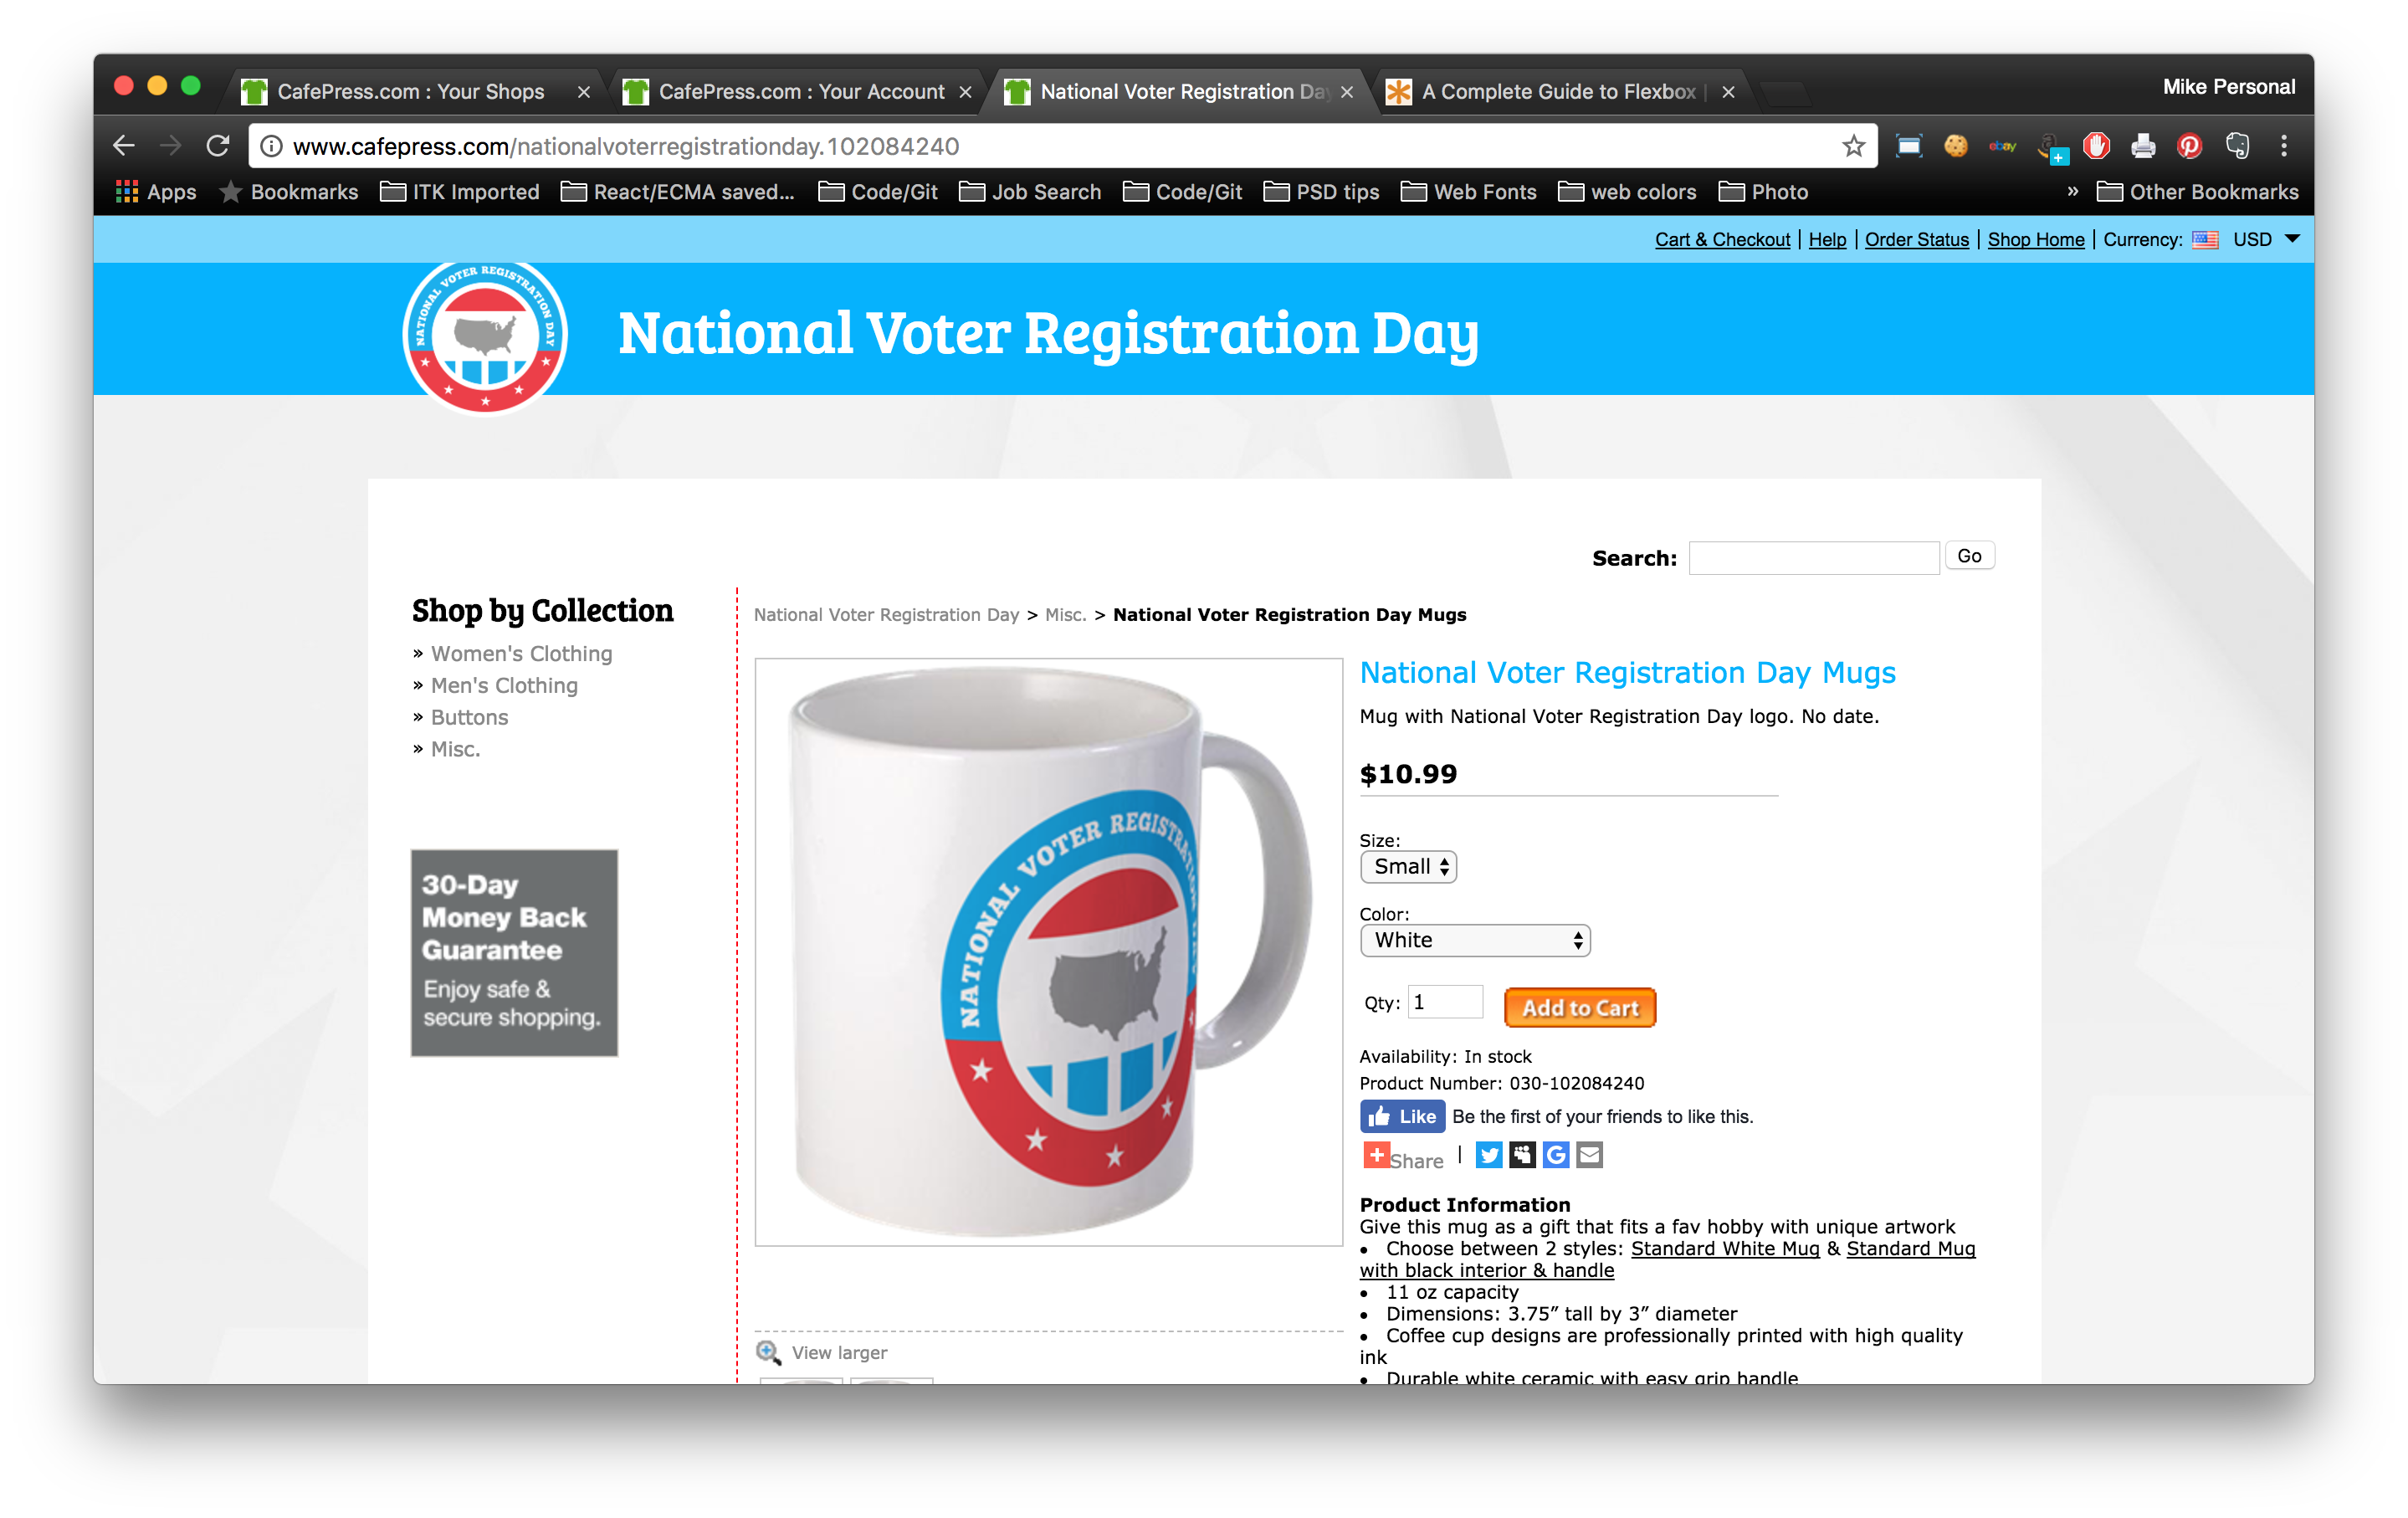 CafePress.com : Your Shops
CafePress.com : Your Account
National Voter Registration Da
A Complete Guide to Flexbox |
Mike Personal
www.cafepress.com/nationalvoterregistrationday.102084240
ebay
Apps
Bookmarks
ITK Imported
React/ECMA saved...
Code/Git
Job Search
Code/Git
PSD tips
Web Fonts
web colors
Photo
»
Other Bookmarks
Cart & Checkout | Help | Order Status | Shop Home | Currency: USD
NATIONAL VOTER REGISTRATION DAY
National Voter Registration Day
Search:
Go
Shop by Collection
» Women's Clothing
» Men's Clothing
» Buttons
» Misc.
30-Day
Money Back
Guarantee
Enjoy safe &
secure shopping.
National Voter Registration Day > Misc. > National Voter Registration Day Mugs
NATIONAL VOTER REGISTRATION
View larger
National Voter Registration Day Mugs
Mug with National Voter Registration Day logo. No date.
$10.99
Size:
Small
Color:
White
Qty: 1
Add to Cart
Availability: In stock
Product Number: 030-102084240
Like Be the first of your friends to like this.
Share |
Product Information
Give this mug as a gift that fits a fav hobby with unique artwork
• Choose between 2 styles: Standard White Mug & Standard Mug
with black interior & handle
• 11 oz capacity
• Dimensions: 3.75” tall by 3” diameter
• Coffee cup designs are professionally printed with high quality
ink
• Durable white ceramic with easy grip handle